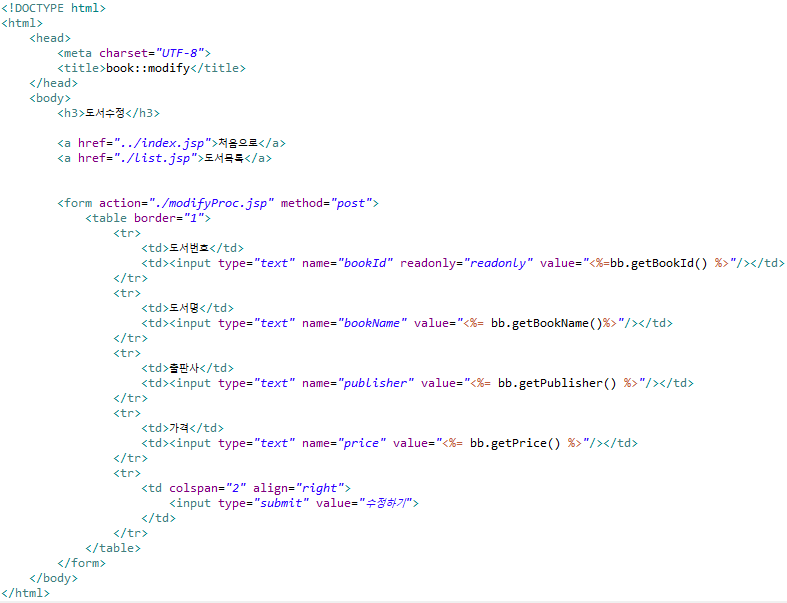 <!DOCTYPE html>
<html>
    <head>
        <meta charset="UTF-8">
        <title>book::modify</title>
    </head>
    <body>
        <h3>도서수정</h3>

        <a href="../index.jsp">처음으로</a>
        <a href="./list.jsp">도서목록</a>


        <form action="./modifyProc.jsp" method="post">
            <table border="1">
                <tr>
                    <td>도서번호</td>
                    <td><input type="text" name="bookId" readonly="readonly" value="<%=bb.getBookId() %>"/></td>
                </tr>
                <tr>
                    <td>도서명</td>
                    <td><input type="text" name="bookName" value="<%= bb.getBookName()%>"/></td>
                </tr>
                <tr>
                    <td>출판사</td>
                    <td><input type="text" name="publisher" value="<%= bb.getPublisher() %>"/></td>
                </tr>
                <tr>
                    <td>가격</td>
                    <td><input type="text" name="price" value="<%= bb.getPrice() %>"/></td>
                </tr>
                <tr>
                    <td colspan="2" align="right">
                        <input type="submit" value="수정하기">
                    </td>
                </tr>
            </table>
        </form>
    </body>
</html>